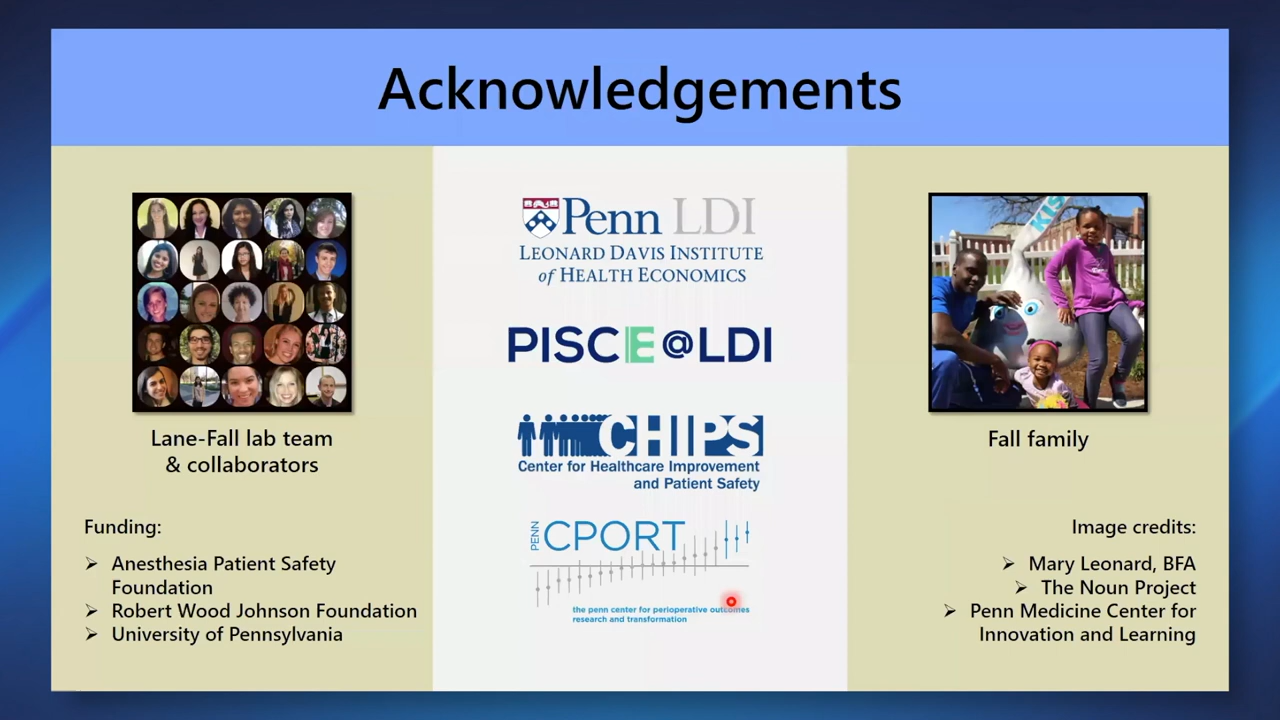 Acknowledgements
Lane-Fall lab team
& collaborators
Funding:
➢ Anesthesia Patient Safety
Foundation
➢ Robert Wood Johnson Foundation
➢ University of Pennsylvania
Penn LDI
LEONARD DAVIS INSTITUTE
of HEALTH ECONOMICS
PISCE@LDI
CHIPS
Center for Healthcare Improvement
and Patient Safety
PENN CPORT
the penn center for perioperative outcomes
research and transformation
KIS
Fall family
Image credits:
➢ Mary Leonard, BFA
➢ The Noun Project
➢ Penn Medicine Center for
Innovation and Learning